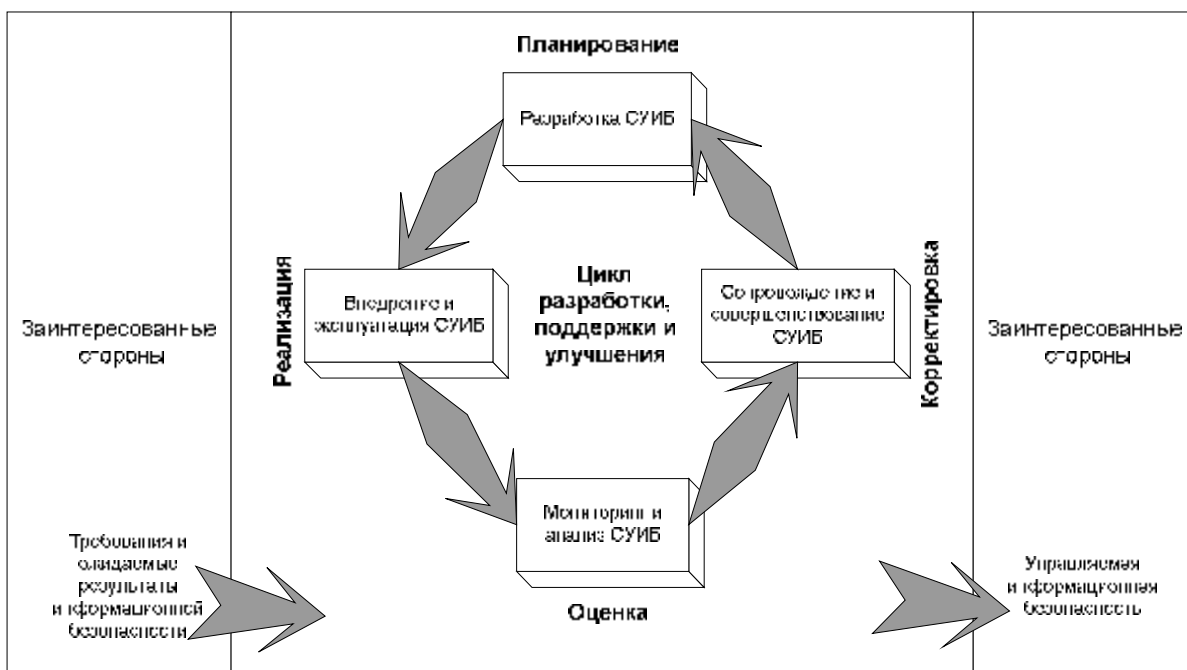 Планирование
Разработка СУИБ
Реализация
Внедрение и
эксплуатация СУИБ
Цикл
разработки,
поддержки и
улучшения
Сопровождение и
совершенствование
СУИБ
Корректировка
Заинтересованные
стороны
Заинтересованные
стороны
Мониторинг и
анализ СУИБ
Оценка
Требования и
ожидаемые
результаты
информационной
безопасности
Управляемая
информационная
безопасность